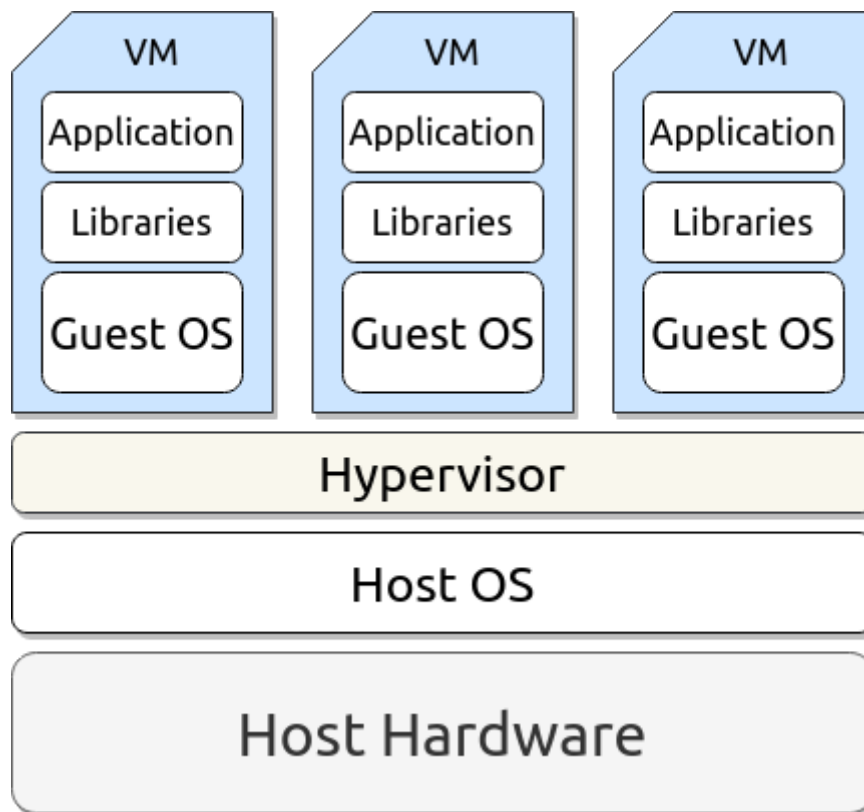 VM VM VM
Application Application Application
Libraries Libraries Libraries
Guest OS Guest OS Guest OS
Hypervisor
Host OS
Host Hardware